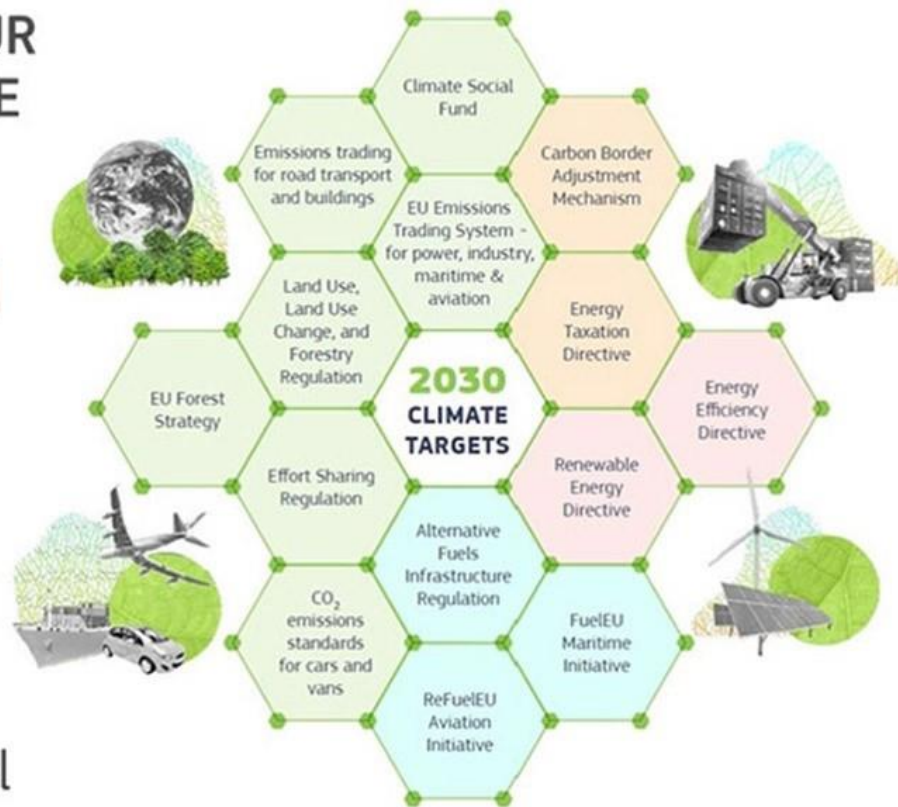 UR
E
Climate Social
Fund
Emissions trading
for road transport
and buildings
Carbon Border
Adjustment
Mechanism
EU Emissions
Trading System -
for power, industry,
maritime &
aviation
Land Use,
Land Use
Change, and
Forestry
Regulation
Energy
Taxation
Directive
EU Forest
Strategy
2030
CLIMATE
TARGETS
Energy
Efficiency
Directive
Effort Sharing
Regulation
Renewable
Energy
Directive
Alternative
Fuels
Infrastructure
Regulation
CO₂
emissions
standards
for cars and
vans
FuelEU
Maritime
Initiative
ReFuelEU
Aviation
Initiative
l